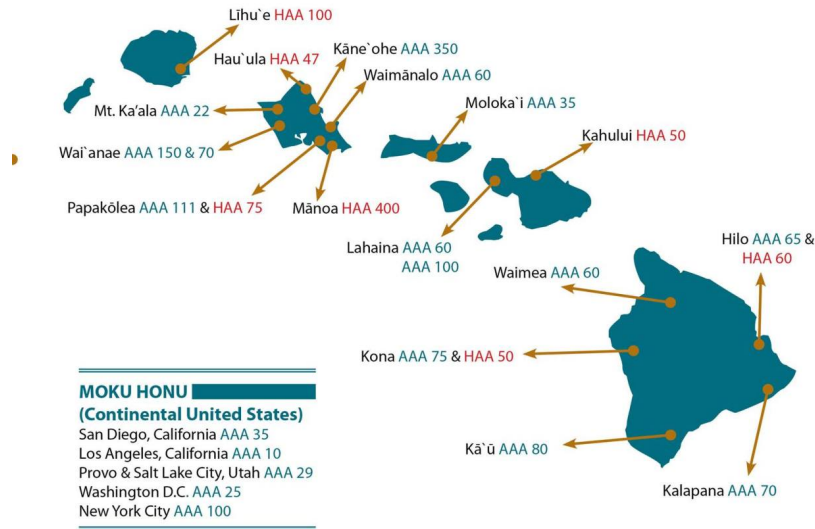 Līhu`e HAA 100
Hau`ula HAA 47
Kāne`ohe AAA 350
Waimānalo AAA 60
Mt. Ka'ala AAA 22
Moloka`i AAA 35
Kahului HAA 50
Wai`anae AAA 150 & 70
Papakōlea AAA 111 & HAA 75
Mānoa HAA 400
Lahaina AAA 60
AAA 100
Hilo AAA 65 &
HAA 60
Waimea AAA 60
Kona AAA 75 & HAA 50
Kā`ū AAA 80
Kalapana AAA 70
MOKU HONU
(Continental United States)
San Diego, California AAA 35
Los Angeles, California AAA 10
Provo & Salt Lake City, Utah AAA 29
Washington D.C. AAA 25
New York City AAA 100